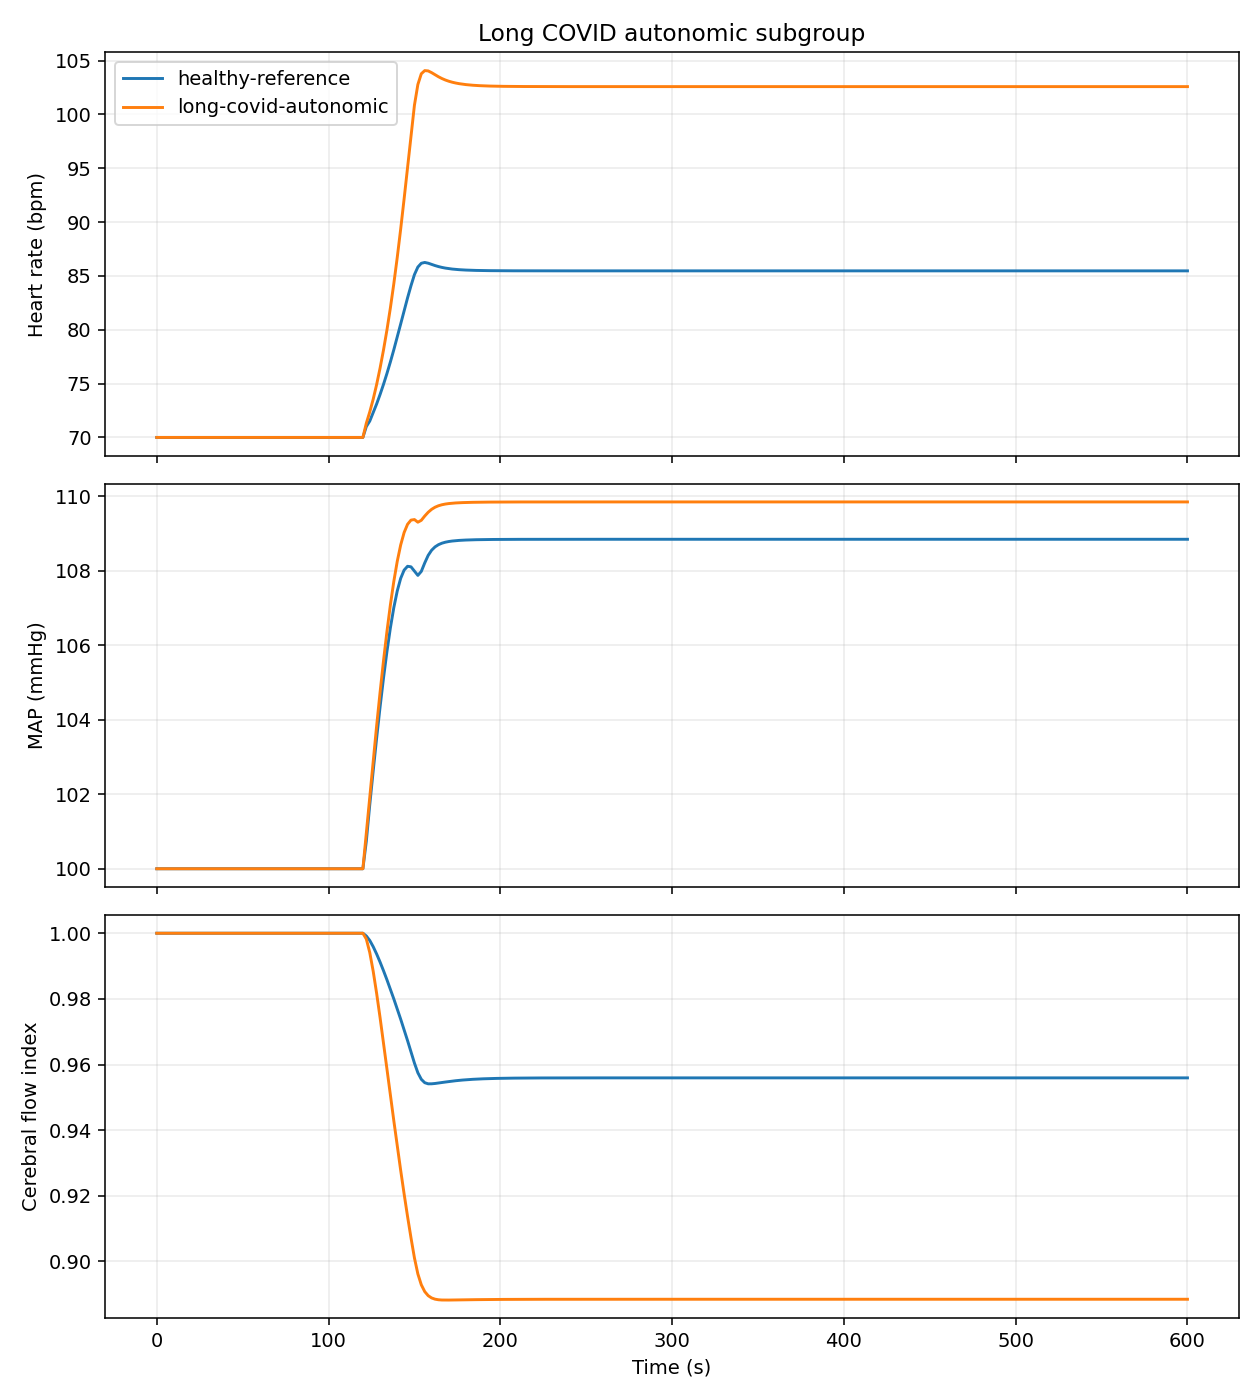 Long COVID autonomic subgroup
105
100
95
90
85
80
75
70
Heart rate (bpm)
healthy-reference
long-covid-autonomic
110
108
106
104
102
100
MAP (mmHg)
1.00
0.98
0.96
0.94
0.92
0.90
Cerebral flow index
0 100 200 300 400 500 600
Time (s)